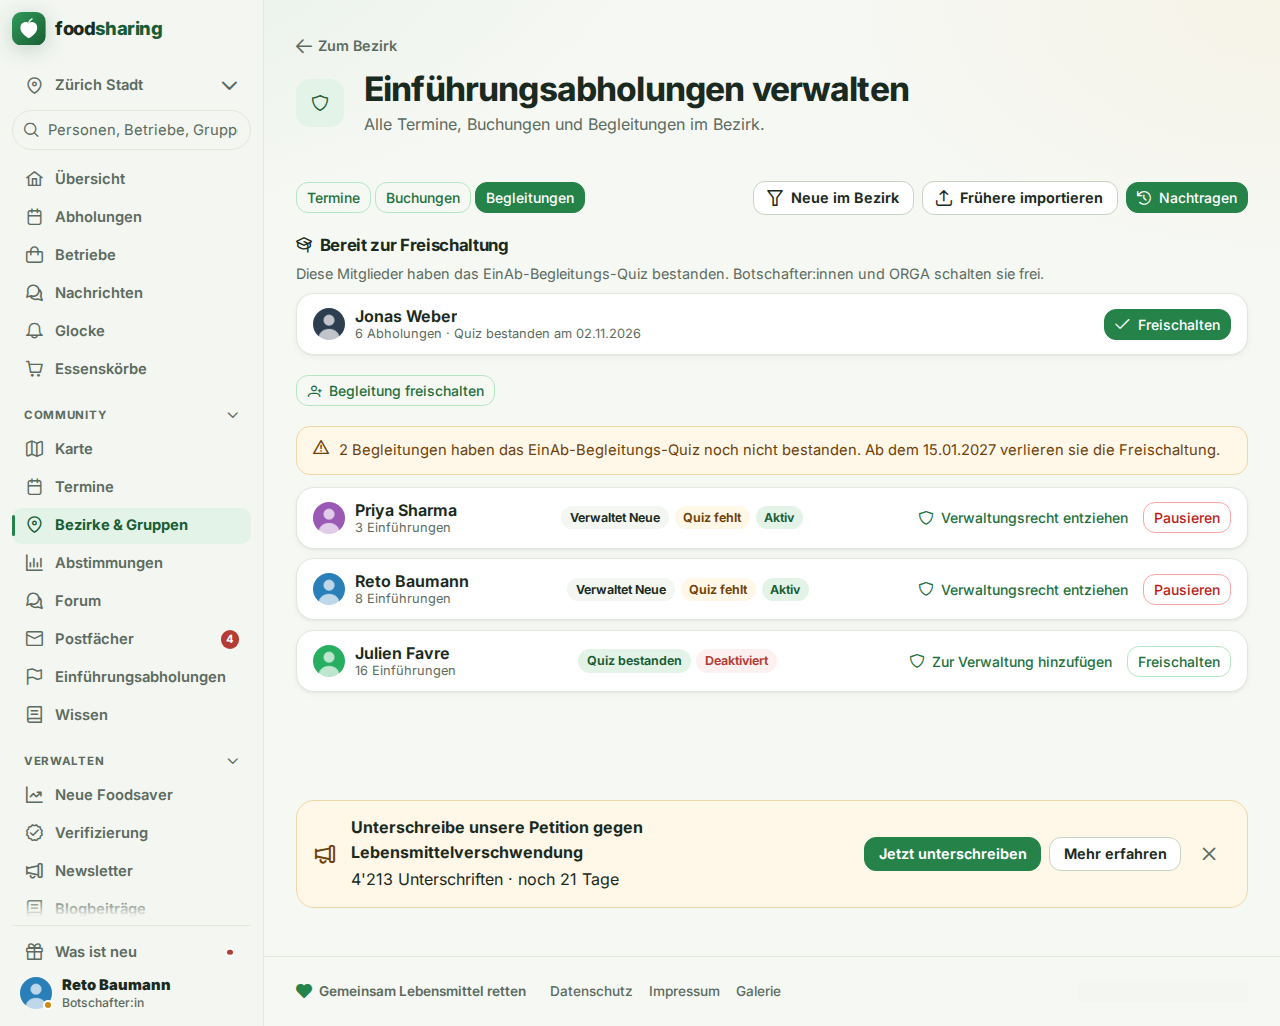 foodsharing
Zürich Stadt
Personen, Betriebe, Grupp
Übersicht
Abholungen
Betriebe
Nachrichten
Glocke
Essenskörbe
COMMUNITY
Karte
Termine
Bezirke & Gruppen
Abstimmungen
Forum
Postfächer 4
Einführungsabholungen
Wissen
VERWALTEN
Neue Foodsaver
Verifizierung
Newsletter
Blogbeiträge
Was ist neu
Reto Baumann
Botschafter:in
Zum Bezirk
Einführungsabholungen verwalten
Alle Termine, Buchungen und Begleitungen im Bezirk.
Termine Buchungen Begleitungen Neue im Bezirk Frühere importieren Nachtragen
Bereit zur Freischaltung
Diese Mitglieder haben das EinAb-Begleitungs-Quiz bestanden. Botschafter:innen und ORGA schalten sie frei.
Jonas Weber
6 Abholungen · Quiz bestanden am 02.11.2026
Freischalten
Begleitung freischalten
2 Begleitungen haben das EinAb-Begleitungs-Quiz noch nicht bestanden. Ab dem 15.01.2027 verlieren sie die Freischaltung.
Priya Sharma
3 Einführungen
Verwaltet Neue Quiz fehlt Aktiv Verwaltungsrecht entziehen Pausieren
Reto Baumann
8 Einführungen
Verwaltet Neue Quiz fehlt Aktiv Verwaltungsrecht entziehen Pausieren
Julien Favre
16 Einführungen
Quiz bestanden Deaktiviert Zur Verwaltung hinzufügen Freischalten
Unterschreibe unsere Petition gegen
Lebensmittelverschwendung
4'213 Unterschriften · noch 21 Tage
Jetzt unterschreiben Mehr erfahren
Gemeinsam Lebensmittel retten Datenschutz Impressum Galerie